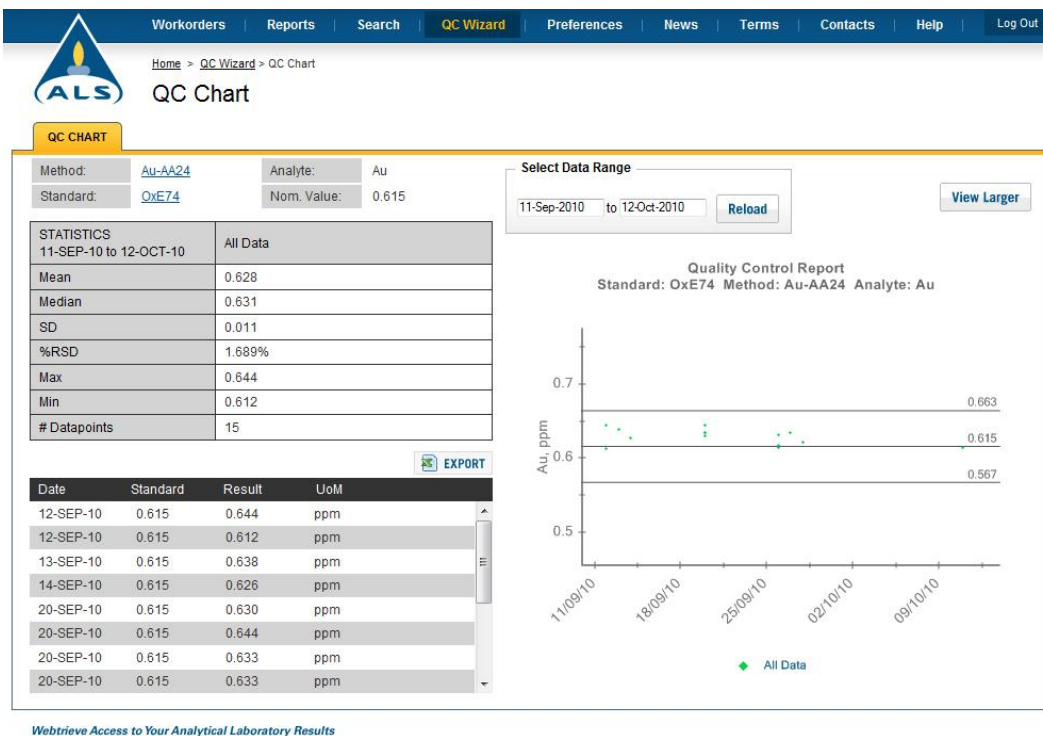 Workorders | Reports | Search | QC Wizard | Preferences | News | Terms | Contacts | Help | Log Out
ALS
Home > QC Wizard > QC Chart
QC Chart
QC CHART
Method: Au-AA24 Analyte: Au
Standard: OxE74 Nom. Value: 0.615
Select Data Range
11-Sep-2010 to 12-Oct-2010 Reload
View Larger
STATISTICS
11-SEP-10 to 12-OCT-10 All Data
Mean 0.628
Median 0.631
SD 0.011
%RSD 1.689%
Max 0.644
Min 0.612
# Datapoints 15
EXPORT
Date Standard Result UoM
12-SEP-10 0.615 0.644 ppm
12-SEP-10 0.615 0.612 ppm
13-SEP-10 0.615 0.638 ppm
14-SEP-10 0.615 0.626 ppm
20-SEP-10 0.615 0.630 ppm
20-SEP-10 0.615 0.644 ppm
20-SEP-10 0.615 0.633 ppm
20-SEP-10 0.615 0.633 ppm
Quality Control Report
Standard: OxE74 Method: Au-AA24 Analyte: Au
Au, ppm
0.7
0.6
0.5
0.663
0.615
0.567
11/09/10 18/09/10 25/09/10 02/10/10 09/10/10
All Data
Webtrieve Access to Your Analytical Laboratory Results